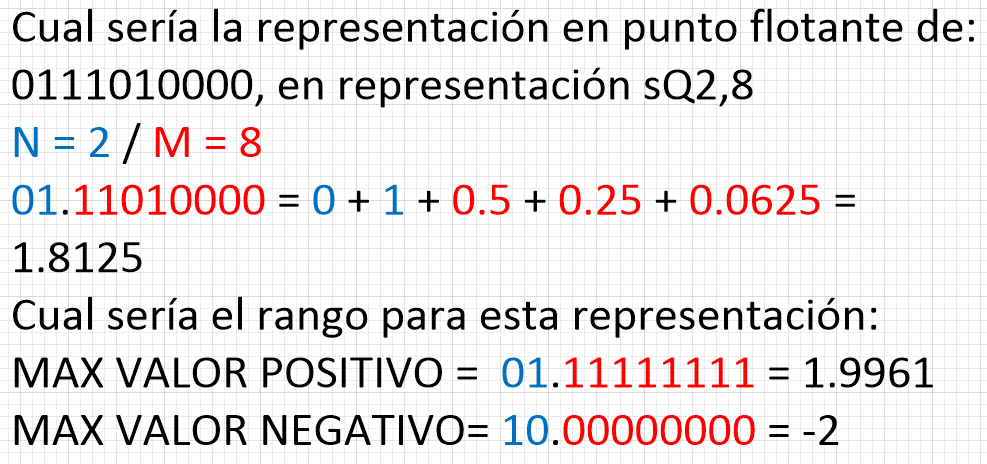 Cual sería la representación en punto flotante de:
0111010000, en representación sQ2,8
N = 2 / M = 8
01.11010000 = 0 + 1 + 0.5 + 0.25 + 0.0625 =
1.8125
Cual sería el rango para esta representación:
MAX VALOR POSITIVO = 01.11111111 = 1.9961
MAX VALOR NEGATIVO= 10.00000000 = -2